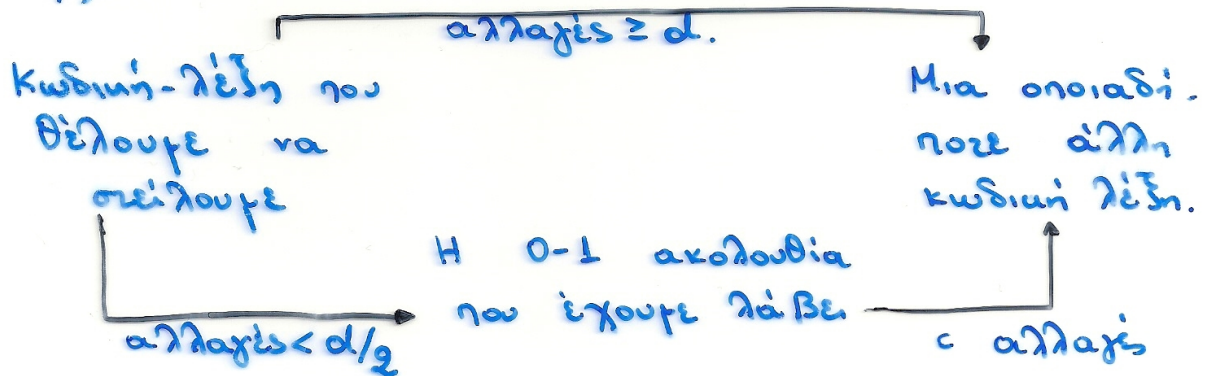 αλλαγές ≥ d.
Κωδική-λέξη που
θέλουμε να
στείλουμε
Μια οποιαδή.
ποτε άλλη
κωδική λέξη.
Η 0-1 ακολουθία
που έχουμε λάβει
αλλαγές < d/2
c αλλαγές